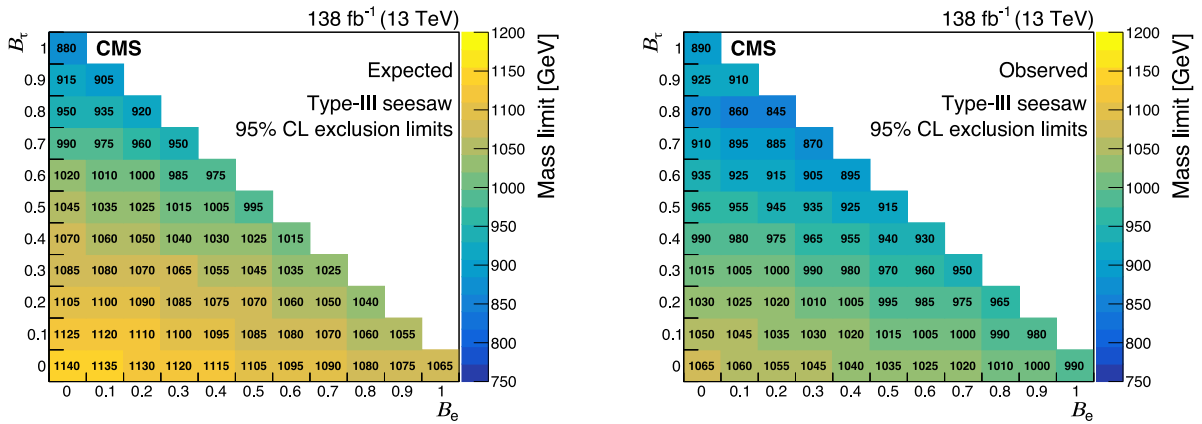 138 fb⁻¹ (13 TeV)
Bτ
CMS
Expected
Type-III seesaw
95% CL exclusion limits
1 880
0.9 915 905
0.8 950 935 920
0.7 990 975 960 950
0.6 1020 1010 1000 985 975
0.5 1045 1035 1025 1015 1005 995
0.4 1070 1060 1050 1040 1030 1025 1015
0.3 1085 1080 1070 1065 1055 1045 1035 1025
0.2 1105 1100 1090 1085 1075 1070 1060 1050 1040
0.1 1125 1120 1110 1100 1095 1085 1080 1070 1060 1055
0 1140 1135 1130 1120 1115 1105 1095 1090 1080 1075 1065
0 0.1 0.2 0.3 0.4 0.5 0.6 0.7 0.8 0.9 1
Be
1200
1150
1100
1050
1000
950
900
850
800
750
Mass limit [GeV]
138 fb⁻¹ (13 TeV)
Bτ
CMS
Observed
Type-III seesaw
95% CL exclusion limits
1 890
0.9 925 910
0.8 870 860 845
0.7 910 895 885 870
0.6 935 925 915 905 895
0.5 965 955 945 935 925 915
0.4 990 980 975 965 955 940 930
0.3 1015 1005 1000 990 980 970 960 950
0.2 1030 1025 1020 1010 1005 995 985 975 965
0.1 1050 1045 1035 1030 1020 1015 1005 1000 990 980
0 1065 1060 1055 1045 1040 1035 1025 1020 1010 1000 990
0 0.1 0.2 0.3 0.4 0.5 0.6 0.7 0.8 0.9 1
Be
1200
1150
1100
1050
1000
950
900
850
800
750
Mass limit [GeV]